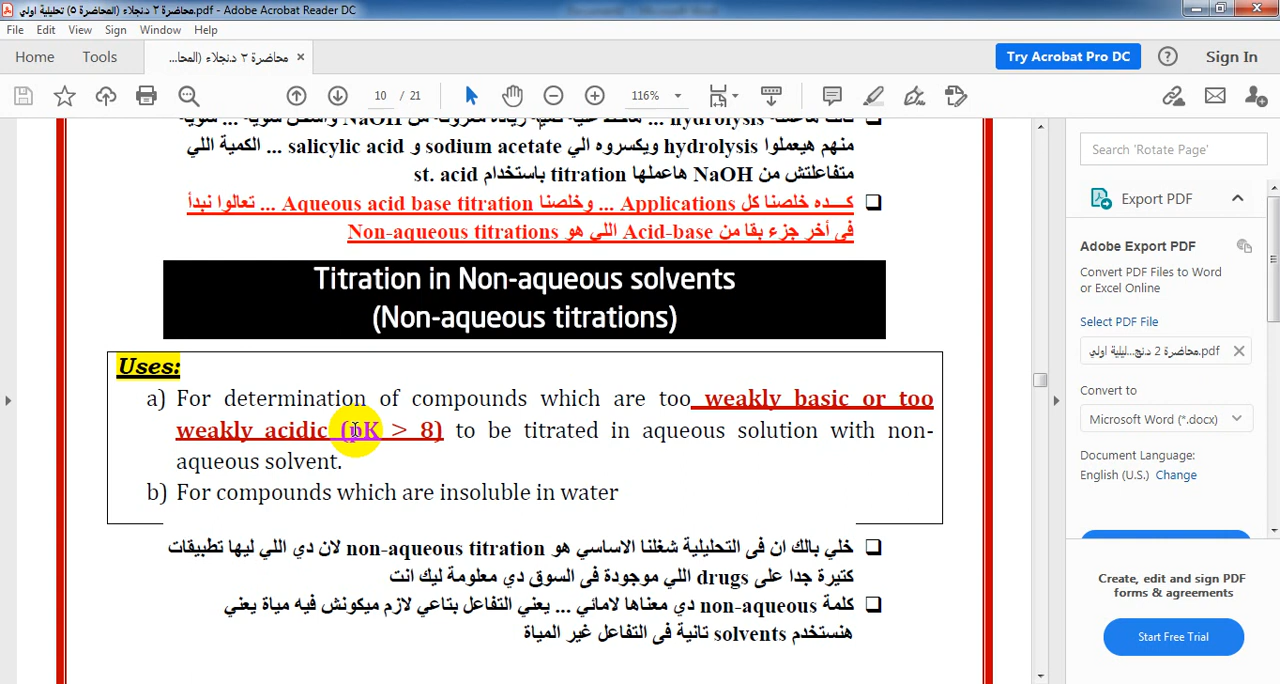 محاضرة ٢ د.نجلاء (المحاضرة ٥) تحليلية اولي.pdf - Adobe Acrobat Reader DC
File Edit View Sign Window Help
Home Tools محاضرة ٣ د.نجلاء (المحا... × Try Acrobat Pro DC ? Sign In
10 / 21 116%
hydrolysis ... NaOH
منهم هيعملوا hydrolysis ويكسروه الي sodium acetate و salicylic acid ... الكمية اللي
متفاعلتش من NaOH هاعملها titration باستخدام st. acid
كـــده خلصنا كل Applications ... وخلصنا Aqueous acid base titration ... تعالوا نبدأ
في أخر جزء بقا من Acid-base اللي هو Non-aqueous titrations
Titration in Non-aqueous solvents
(Non-aqueous titrations)
Uses:
a) For determination of compounds which are too weakly basic or too
weakly acidic (pK > 8) to be titrated in aqueous solution with non-
aqueous solvent.
b) For compounds which are insoluble in water
خلي بالك ان فى التحليلية شغلنا الاساسي هو non-aqueous titration لان دي اللي ليها تطبيقات
كتيرة جدا على drugs اللي موجودة فى السوق دي معلومة ليك انت
كلمة non-aqueous دي معناها لامائي ... يعني التفاعل بتاعي لازم ميكونش فيه مياة يعني
هنستخدم solvents تانية فى التفاعل غير المياة
Search 'Rotate Page'
Export PDF
Adobe Export PDF
Convert PDF Files to Word
or Excel Online
Select PDF File
محاضرة 2 د.نج...ليلية اولي.pdf ×
Convert to
Microsoft Word (*.docx)
Document Language:
English (U.S.) Change
Create, edit and sign PDF
forms & agreements
Start Free Trial